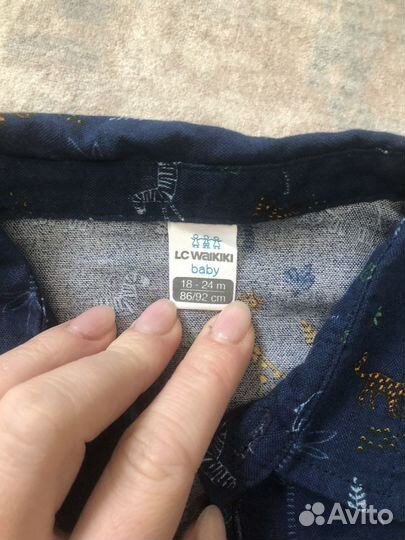 LC WAIKIKI
baby
18 - 24 m
86/92 cm
Avito